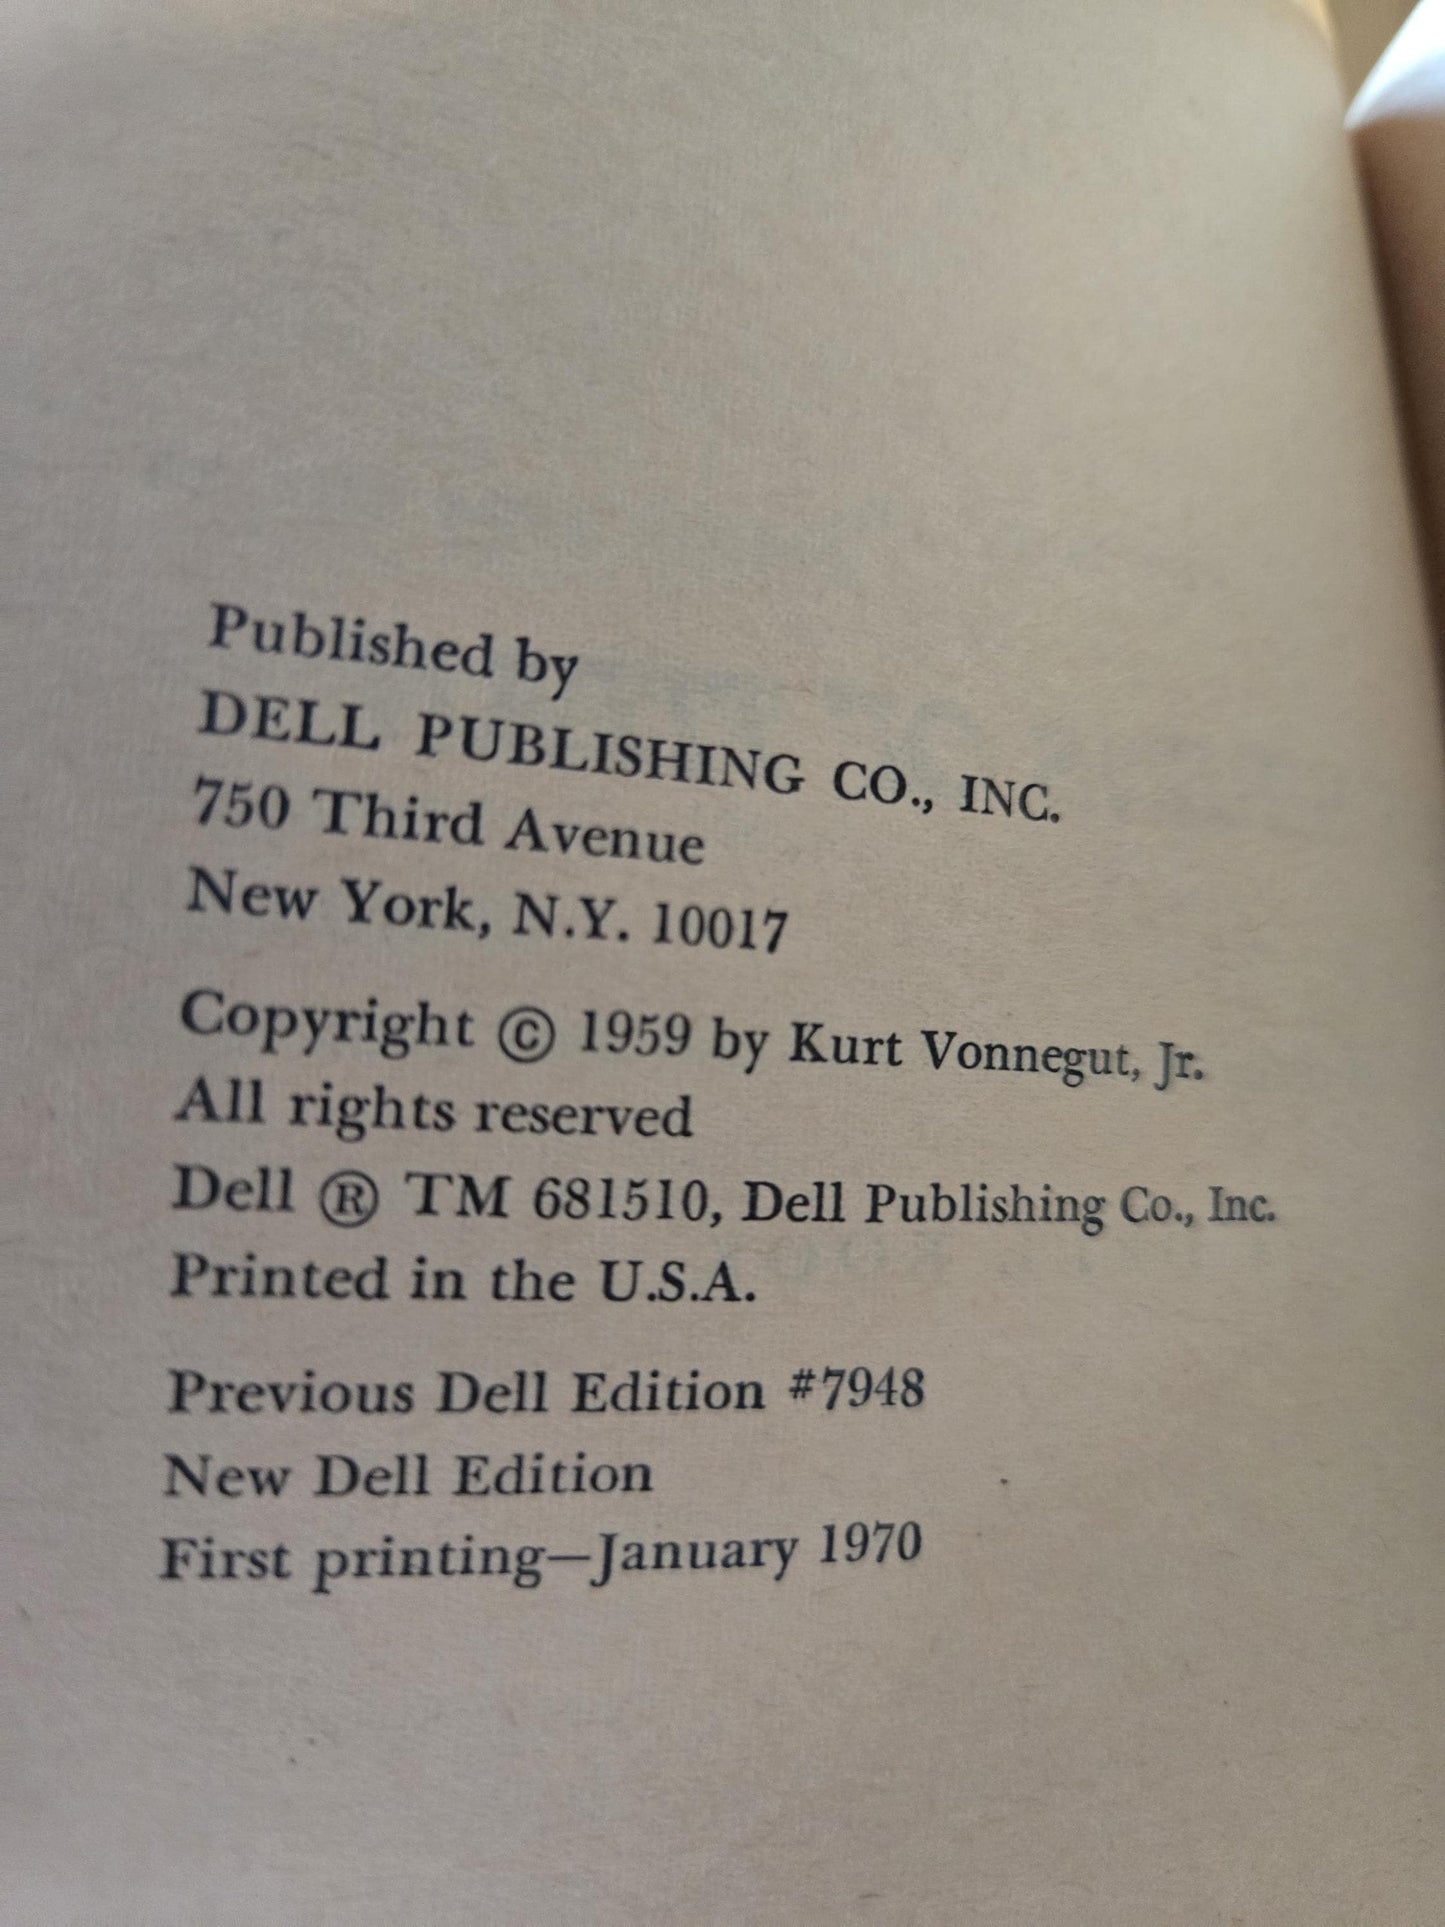 Published by
DELL PUBLISHING CO., INC.
750 Third Avenue
New York, N.Y. 10017
Copyright © 1959 by Kurt Vonnegut, Jr.
All rights reserved
Dell ® TM 681510, Dell Publishing Co., Inc.
Printed in the U.S.A.
Previous Dell Edition #7948
New Dell Edition
First printing—January 1970